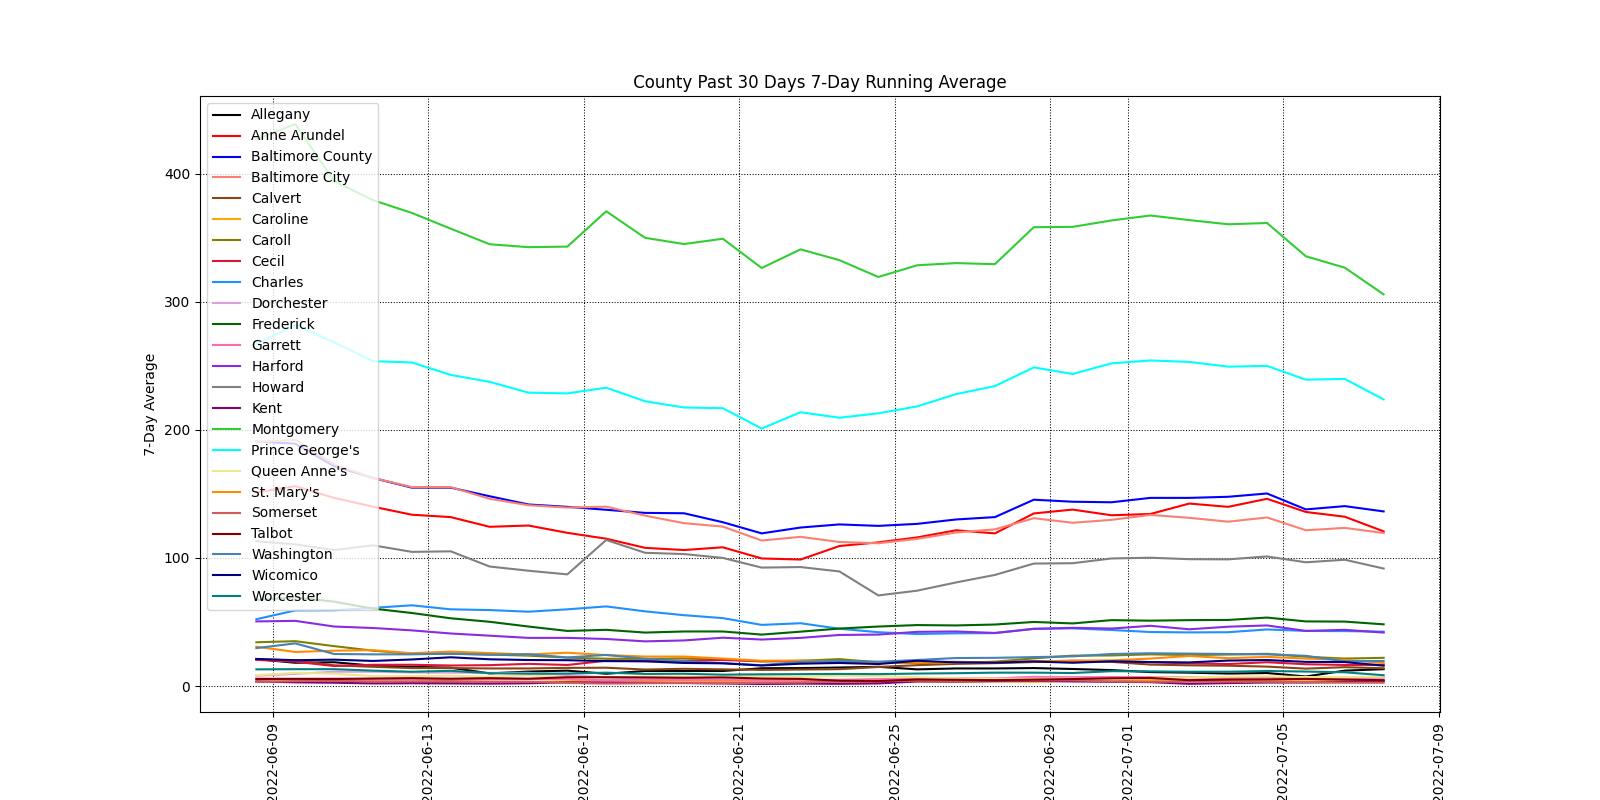 County Past 30 Days 7-Day Running Average
Allegany
Anne Arundel
Baltimore County
Baltimore City
Calvert
Caroline
Caroll
Cecil
Charles
Dorchester
Frederick
Garrett
Harford
Howard
Kent
Montgomery
Prince George's
Queen Anne's
St. Mary's
Somerset
Talbot
Washington
Wicomico
Worcester
7-Day Average
400
300
200
100
0
2022-06-09
2022-06-13
2022-06-17
2022-06-21
2022-06-25
2022-06-29
2022-07-01
2022-07-05
2022-07-09